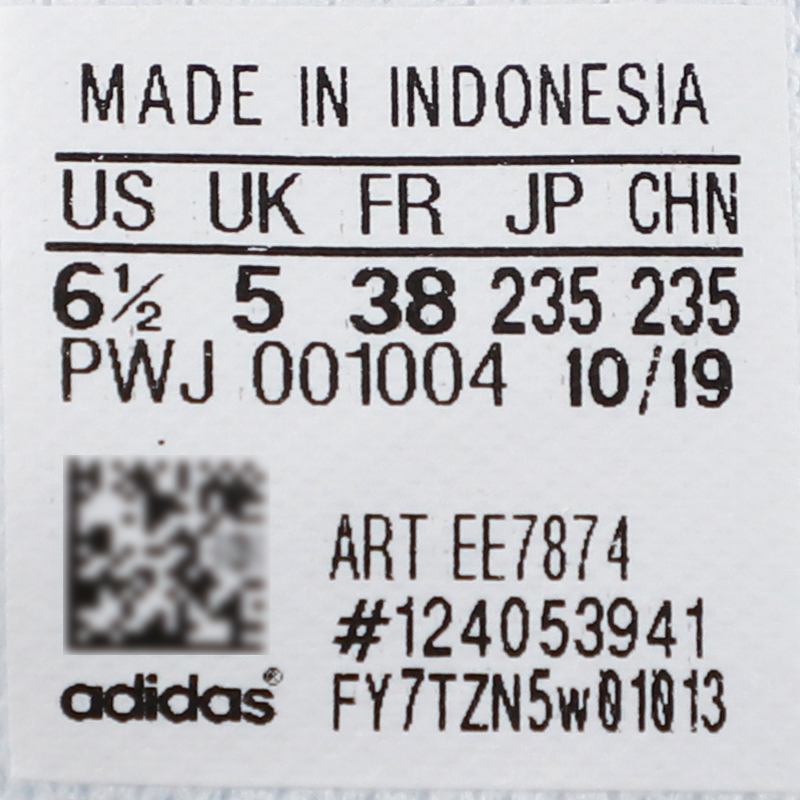 MADE IN INDONESIA
US UK FR JP CHN
6½ 5 38 235 235
PWJ 001004 10/19
ART EE7874
#124053941
adidas® FY7TZN5w01013